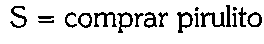 S = comprar pirulito